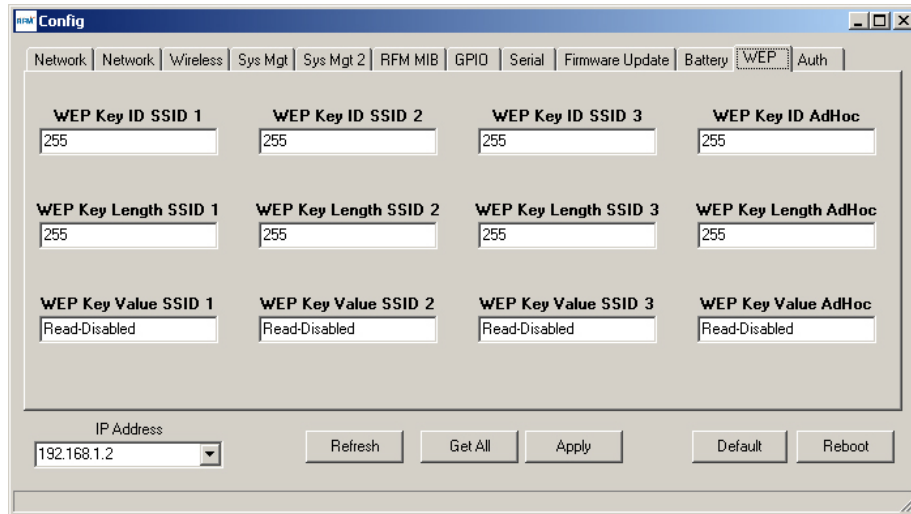 RFM Config
Network Network Wireless Sys Mgt Sys Mgt 2 RFM MIB GPIO Serial Firmware Update Battery WEP Auth
WEP Key ID SSID 1 WEP Key ID SSID 2 WEP Key ID SSID 3 WEP Key ID AdHoc
255 255 255 255
WEP Key Length SSID 1 WEP Key Length SSID 2 WEP Key Length SSID 3 WEP Key Length AdHoc
255 255 255 255
WEP Key Value SSID 1 WEP Key Value SSID 2 WEP Key Value SSID 3 WEP Key Value AdHoc
Read-Disabled Read-Disabled Read-Disabled Read-Disabled
IP Address
192.168.1.2 Refresh Get All Apply Default Reboot